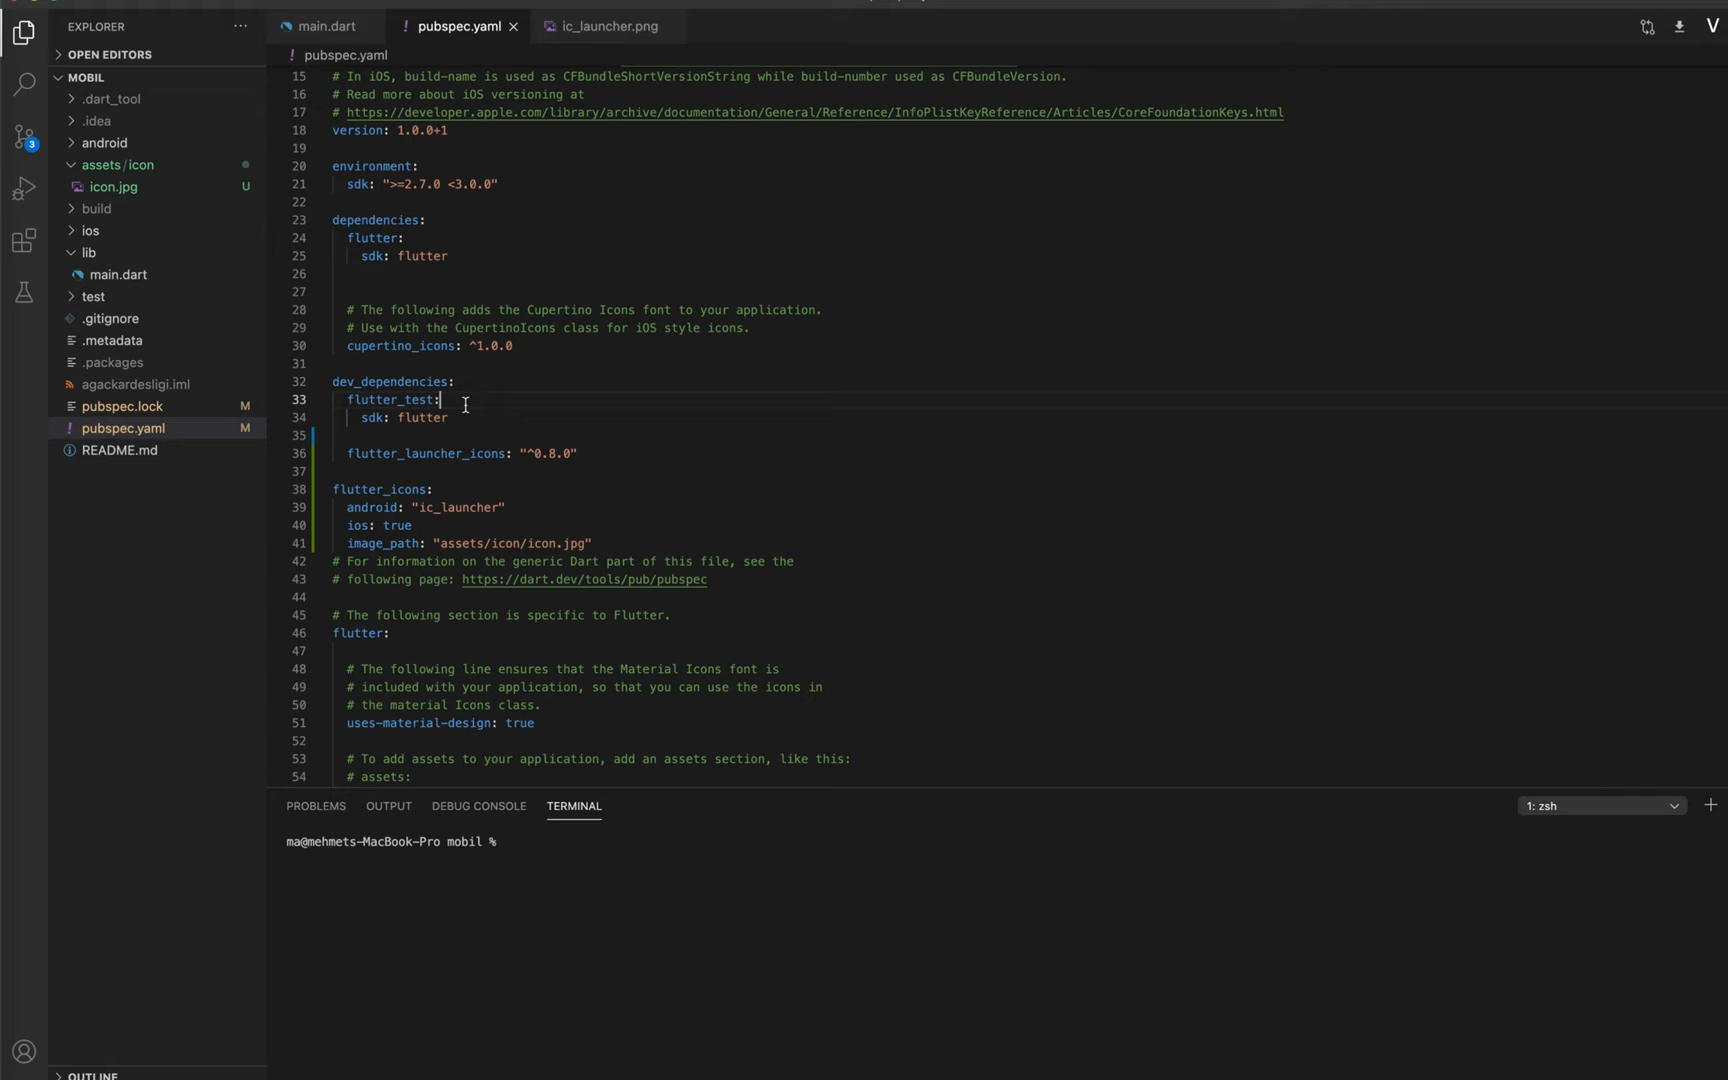 EXPLORER
OPEN EDITORS
MOBIL
.dart_tool
.idea
android
assets/icon
icon.jpg U
build
ios
lib
main.dart
test
.gitignore
.metadata
.packages
agackardesligi.iml
pubspec.lock M
pubspec.yaml M
README.md
OUTLINE
3
main.dart
pubspec.yaml
ic_launcher.png
pubspec.yaml
15 # In iOS, build-name is used as CFBundleShortVersionString while build-number used as CFBundleVersion.
16 # Read more about iOS versioning at
17 # https://developer.apple.com/library/archive/documentation/General/Reference/InfoPlistKeyReference/Articles/CoreFoundationKeys.html
18 version: 1.0.0+1
19
20 environment:
21 sdk: ">=2.7.0 <3.0.0"
22
23 dependencies:
24 flutter:
25 sdk: flutter
26
27
28 # The following adds the Cupertino Icons font to your application.
29 # Use with the CupertinoIcons class for iOS style icons.
30 cupertino_icons: ^1.0.0
31
32 dev_dependencies:
33 flutter_test:
34 sdk: flutter
35
36 flutter_launcher_icons: "^0.8.0"
37
38 flutter_icons:
39 android: "ic_launcher"
40 ios: true
41 image_path: "assets/icon/icon.jpg"
42 # For information on the generic Dart part of this file, see the
43 # following page: https://dart.dev/tools/pub/pubspec
44
45 # The following section is specific to Flutter.
46 flutter:
47
48 # The following line ensures that the Material Icons font is
49 # included with your application, so that you can use the icons in
50 # the material Icons class.
51 uses-material-design: true
52
53 # To add assets to your application, add an assets section, like this:
54 # assets:
PROBLEMS OUTPUT DEBUG CONSOLE TERMINAL
1: zsh
ma@mehmets-MacBook-Pro mobil %